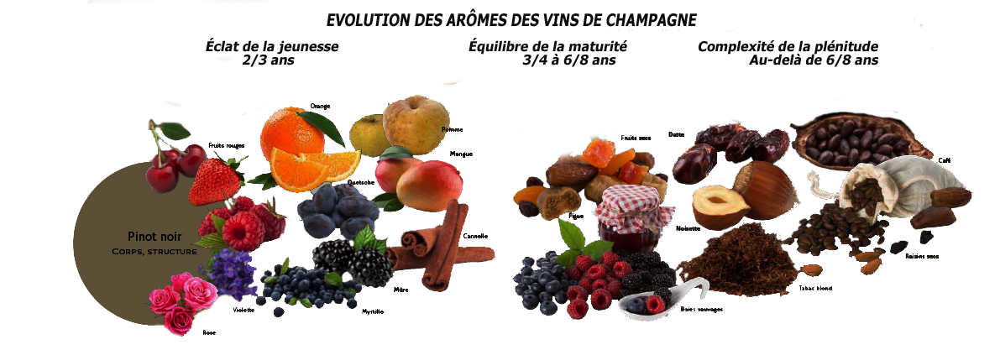 EVOLUTION DES ARÔMES DES VINS DE CHAMPAGNE
Éclat de la jeunesse
2/3 ans
Équilibre de la maturité
3/4 à 6/8 ans
Complexité de la plénitude
Au-delà de 6/8 ans
Orange
Pomme
Fruits rouges
Mangue
Quetsche
Pinot noir
CORPS, STRUCTURE
Cannelle
Mûre
Violette
Myrtille
Rose
Fruits secs
Datte
Café
Figue
Noisette
Raisins secs
Tabac blond
Baies sauvages